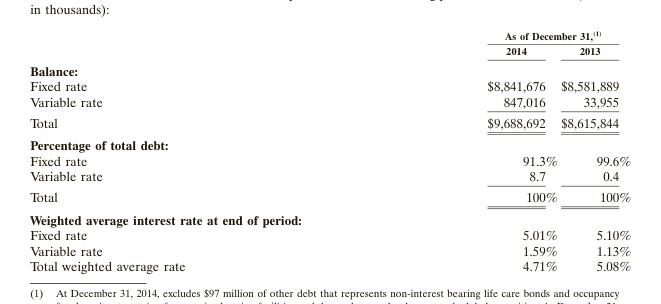 in thousands):
As of December 31,(1)
2014 2013
Balance:
Fixed rate $8,841,676 $8,581,889
Variable rate 847,016 33,955
Total $9,688,692 $8,615,844
Percentage of total debt:
Fixed rate 91.3% 99.6%
Variable rate 8.7 0.4
Total 100% 100%
Weighted average interest rate at end of period:
Fixed rate 5.01% 5.10%
Variable rate 1.59% 1.13%
Total weighted average rate 4.71% 5.08%
(1) At December 31, 2014, excludes $97 million of other debt that represents non-interest bearing life care bonds and occupancy